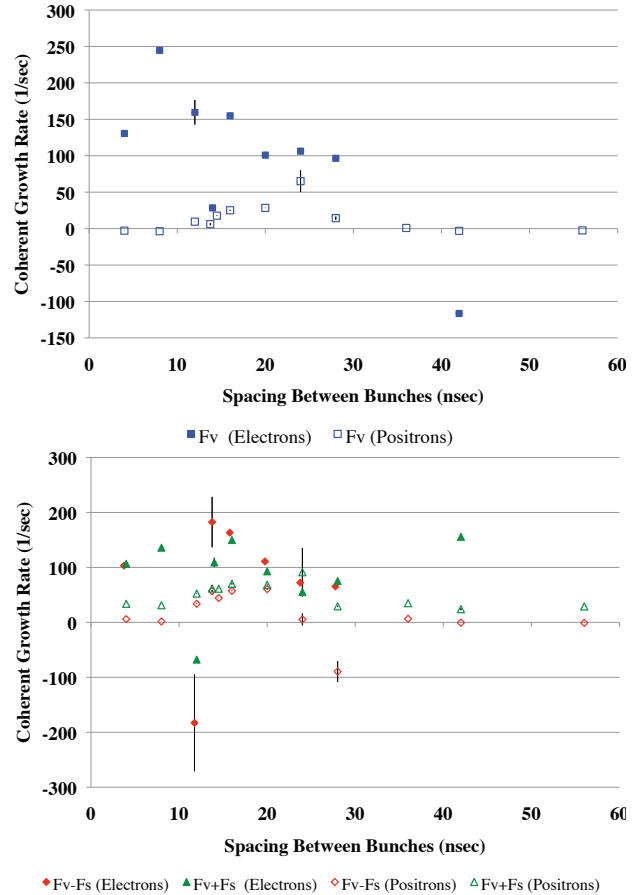 300
250
200
150
100
50
0
-50
-100
-150
Coherent Growth Rate (1/sec)
0 10 20 30 40 50 60
Spacing Between Bunches (nsec)
Fv (Electrons) Fv (Positrons)
300
200
100
0
-100
-200
-300
Coherent Growth Rate (1/sec)
0 10 20 30 40 50 60
Spacing Between Bunches (nsec)
Fv-Fs (Electrons) Fv+Fs (Electrons) Fv-Fs (Positrons) Fv+Fs (Positrons)